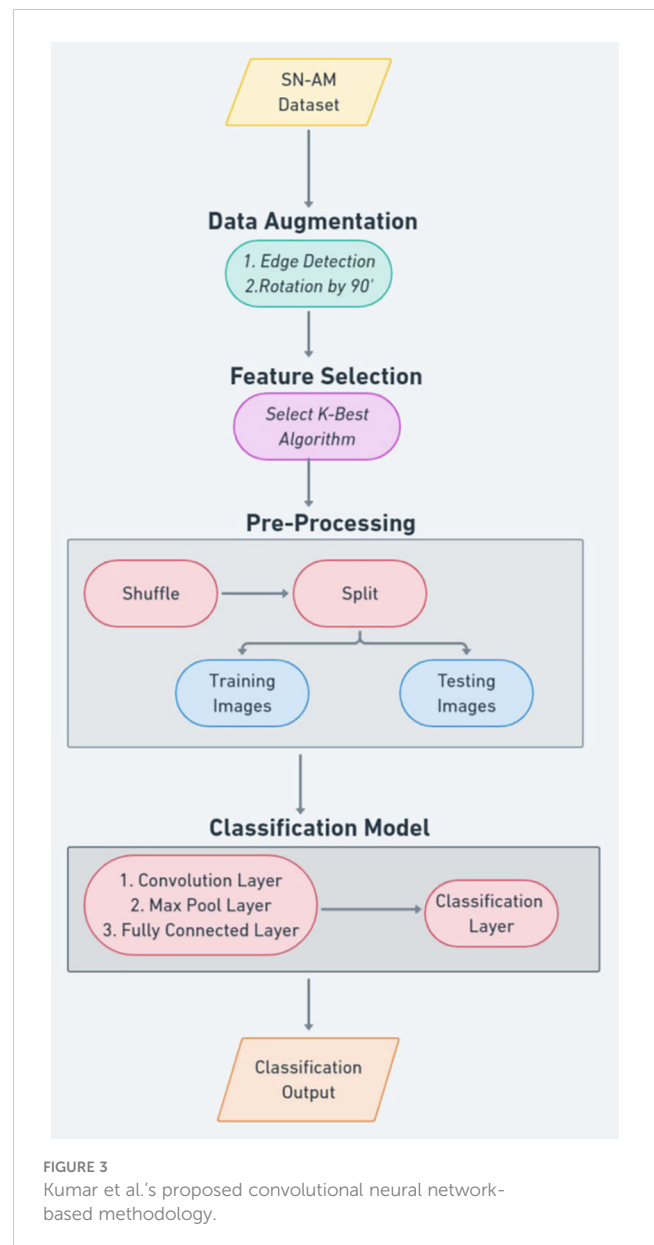 SN-AM
Dataset
Data Augmentation
1. Edge Detection
2.Rotation by 90'
Feature Selection
Select K-Best
Algorithm
Pre-Processing
Shuffle
Split
Training
Images
Testing
Images
Classification Model
1. Convolution Layer
2. Max Pool Layer
3. Fully Connected Layer
Classification
Layer
Classification
Output
FIGURE 3
Kumar et al.'s proposed convolutional neural network-
based methodology.